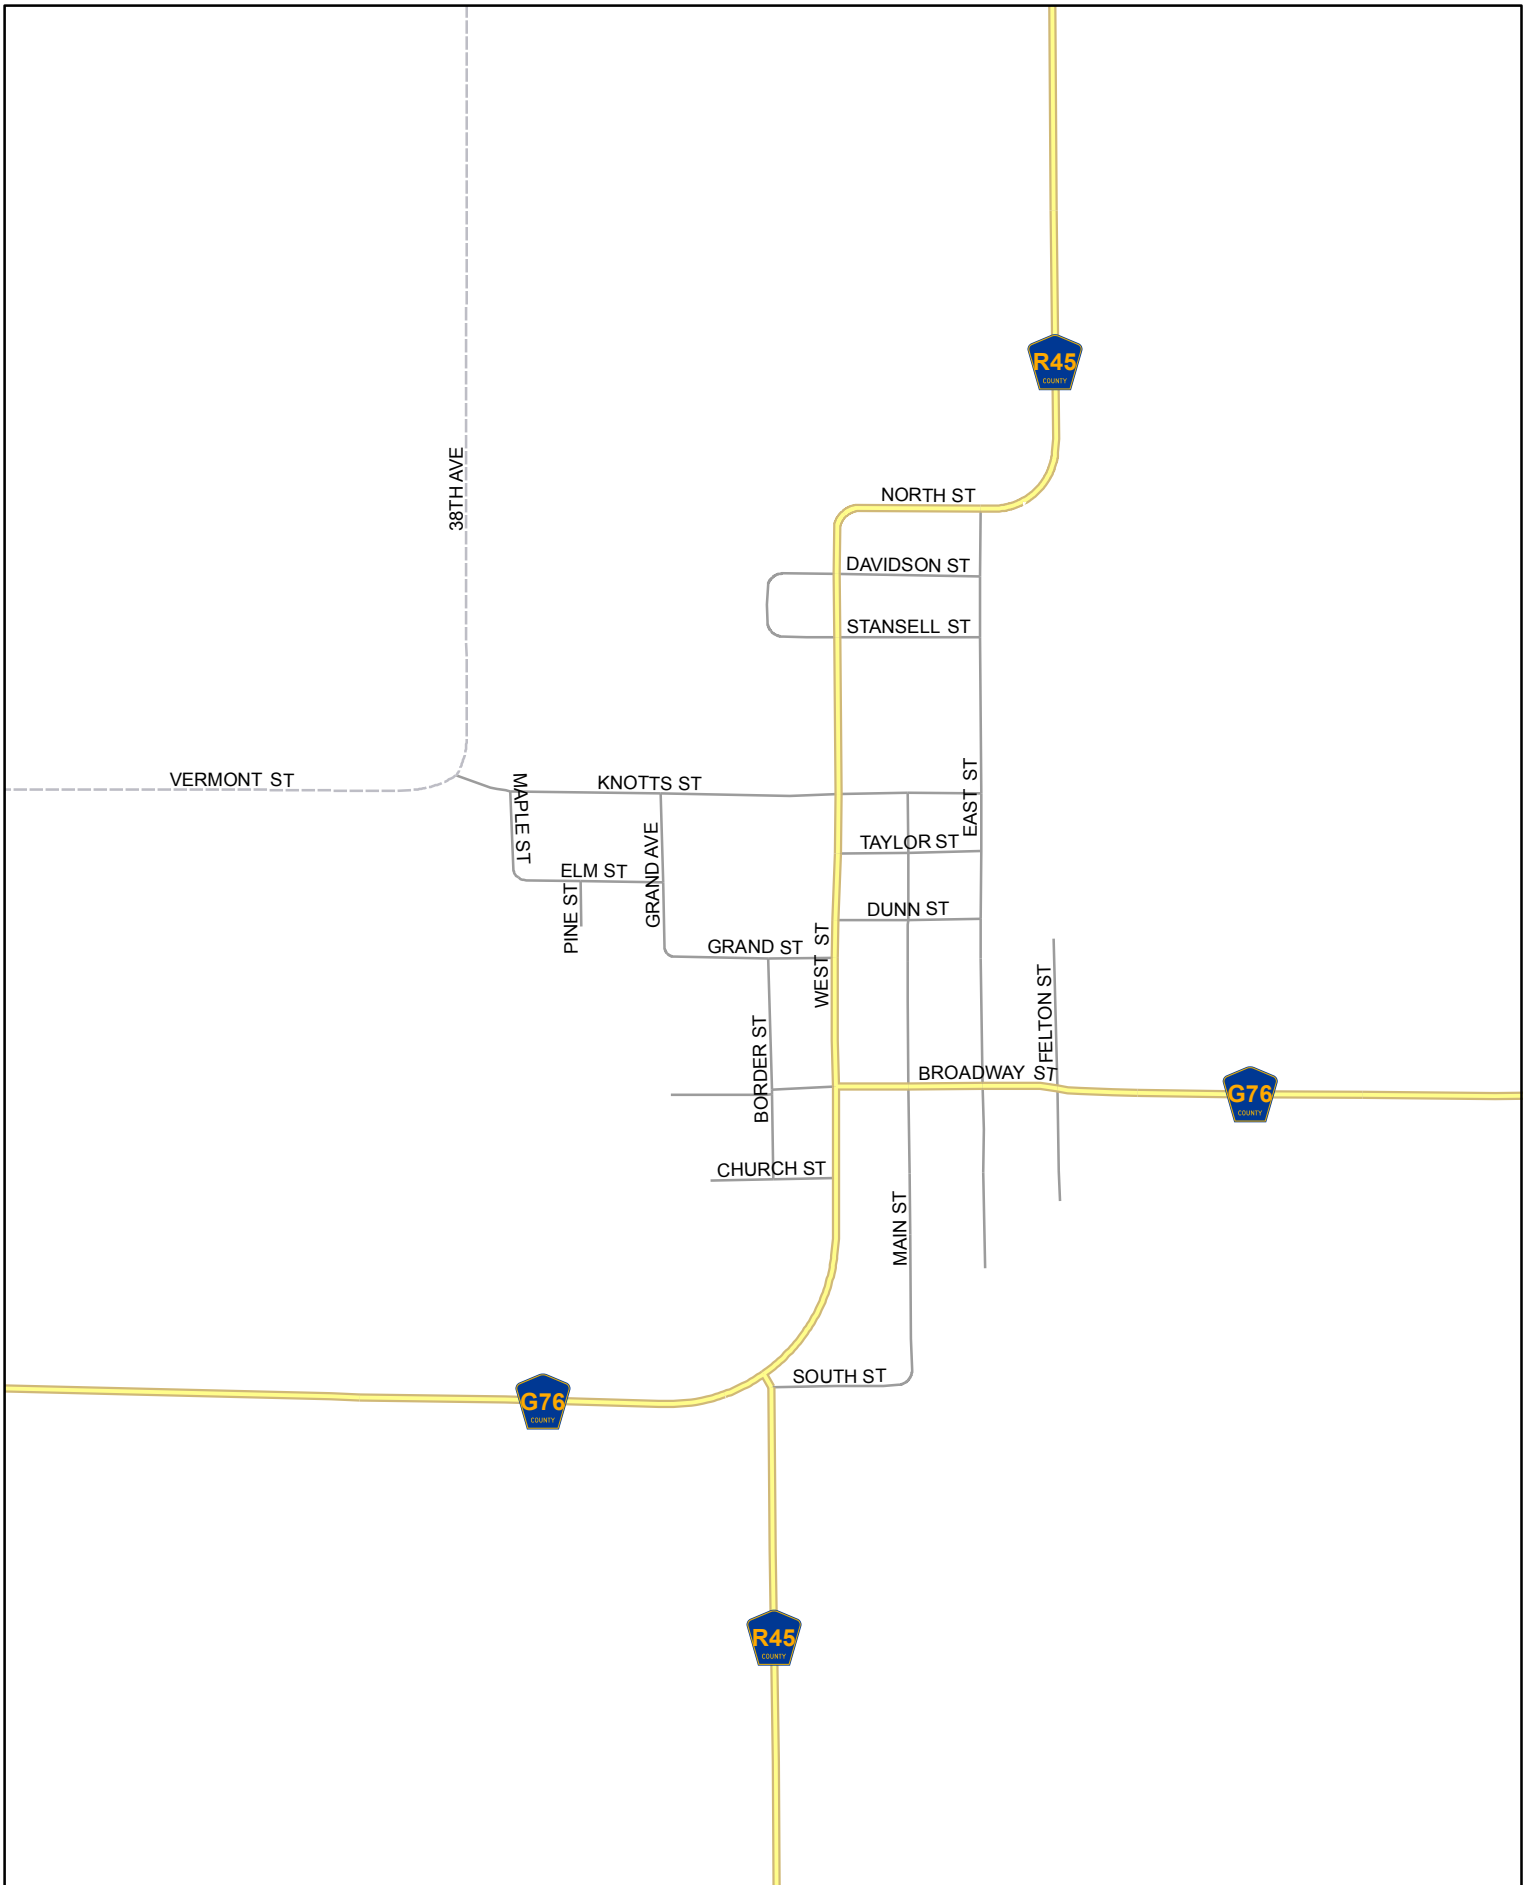 R45
COUNTY
38TH AVE
NORTH ST
DAVIDSON ST
STANSELL ST
VERMONT ST
MAPLE ST
KNOTTS ST
EAST ST
GRAND AVE
TAYLOR ST
ELM ST
PINE ST
DUNN ST
GRAND ST
WEST ST
FELTON ST
BORDER ST
BROADWAY ST
G76
COUNTY
CHURCH ST
MAIN ST
SOUTH ST
G76
COUNTY
R45
COUNTY